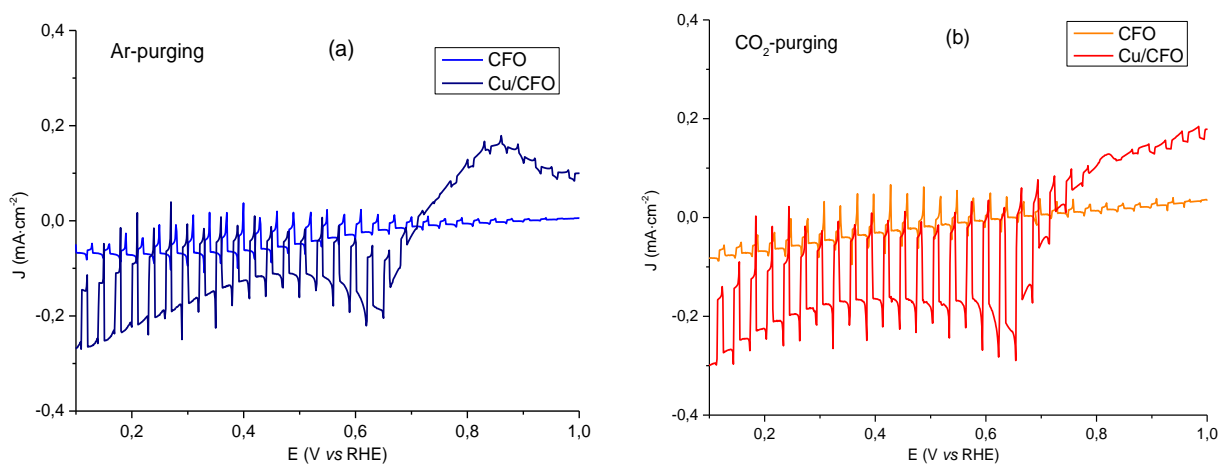 Ar-purging
(a)
CFO
Cu/CFO
0,4
0,2
0,0
-0,2
-0,4
J (mA·cm⁻²)
0,2
0,4
0,6
0,8
1,0
E (V vs RHE)
CO₂-purging
(b)
CFO
Cu/CFO
0,4
0,2
0,0
-0,2
-0,4
J (mA·cm⁻²)
0,2
0,4
0,6
0,8
1,0
E (V vs RHE)